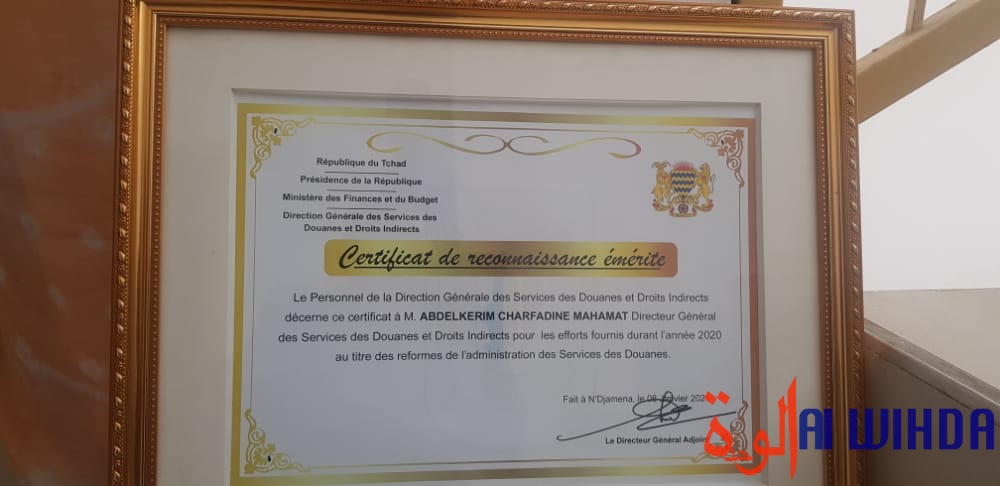 République du Tchad
Présidence de la République
Ministère des Finances et du Budget
Direction Générale des Services des
Douanes et Droits Indirects
Certificat de reconnaissance émérite
Le Personnel de la Direction Générale des Services des Douanes et Droits Indirects
décerne ce certificat à M. ABDELKERIM CHARFADINE MAHAMAT Directeur Général
des Services des Douanes et Droits Indirects pour les efforts fournis durant l'année 2020
au titre des reformes de l'administration des Services des Douanes.
Fait à N'Djamena, le 08 Janvier
Le Directeur Général Adjoint
AL WIHDA